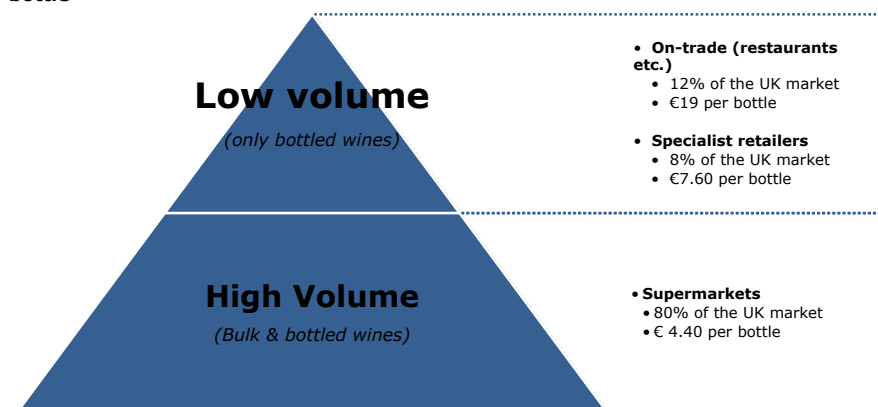 Low volume
(only bottled wines)
• On-trade (restaurants
etc.)
• 12% of the UK market
• €19 per bottle
• Specialist retailers
• 8% of the UK market
• €7.60 per bottle
High Volume
(Bulk & bottled wines)
• Supermarkets
• 80% of the UK market
• € 4.40 per bottle